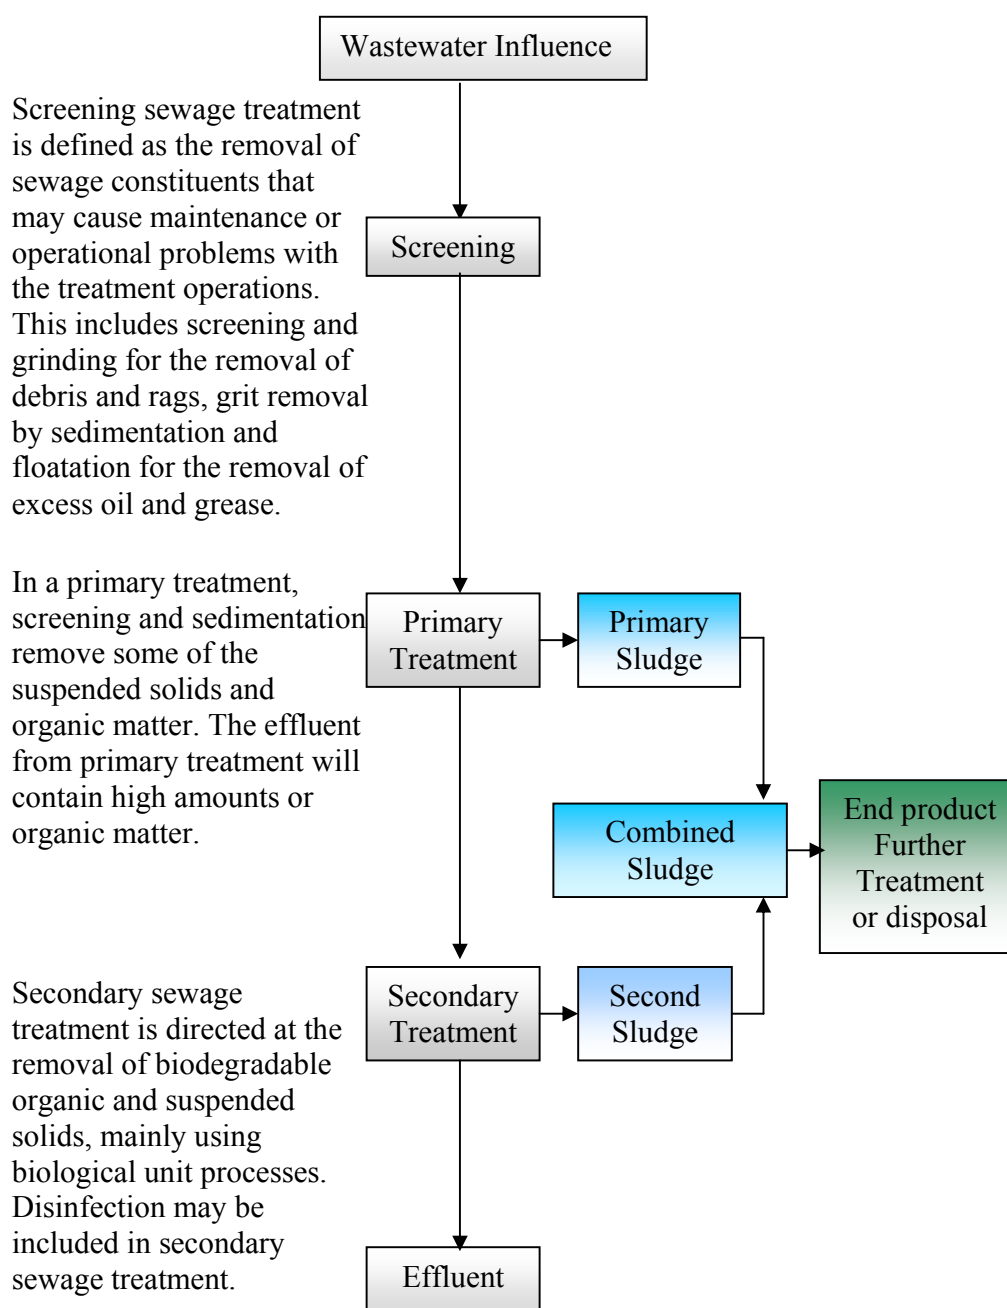 Wastewater Influence
Screening sewage treatment
is defined as the removal of
sewage constituents that
may cause maintenance or
operational problems with
the treatment operations.
This includes screening and
grinding for the removal of
debris and rags, grit removal
by sedimentation and
floatation for the removal of
excess oil and grease.
Screening
In a primary treatment,
screening and sedimentation
remove some of the
suspended solids and
organic matter. The effluent
from primary treatment will
contain high amounts or
organic matter.
Primary
Treatment
Primary
Sludge
Combined
Sludge
End product
Further
Treatment
or disposal
Secondary sewage
treatment is directed at the
removal of biodegradable
organic and suspended
solids, mainly using
biological unit processes.
Disinfection may be
included in secondary
sewage treatment.
Secondary
Treatment
Second
Sludge
Effluent